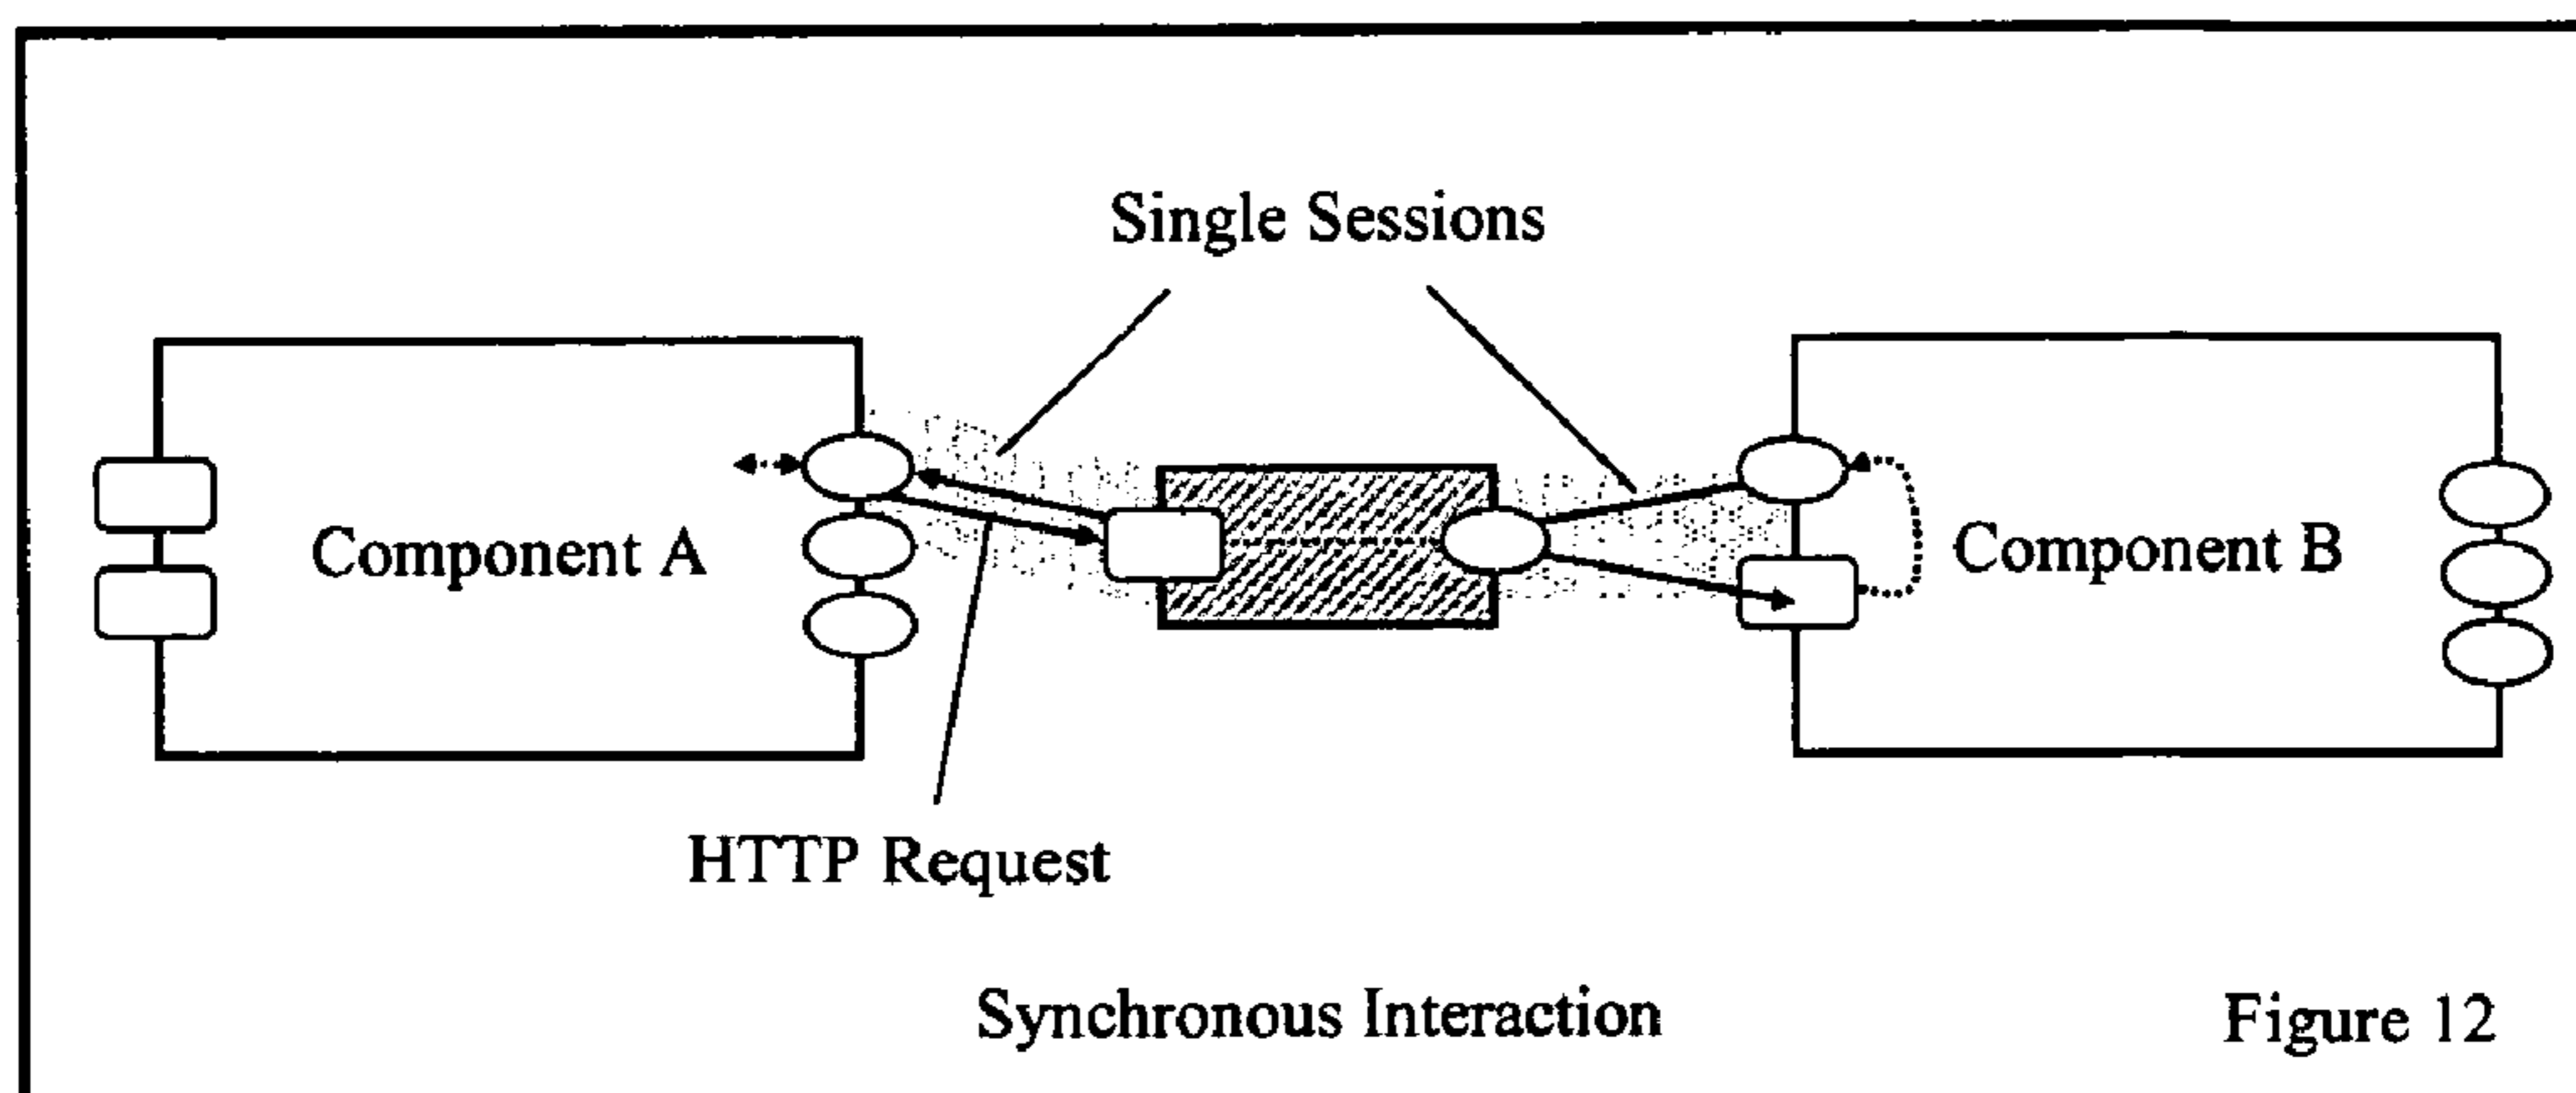 Single Sessions
Component A
Component B
HTTP Request
Synchronous Interaction
Figure 12